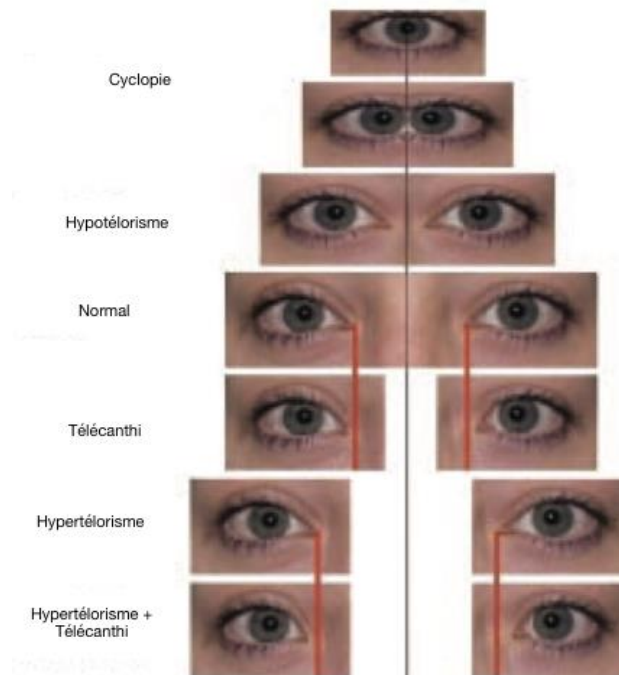 Cyclopie
Hypotélorisme
Normal
Télécanthi
Hypertélorisme
Hypertélorisme +
Télécanthi